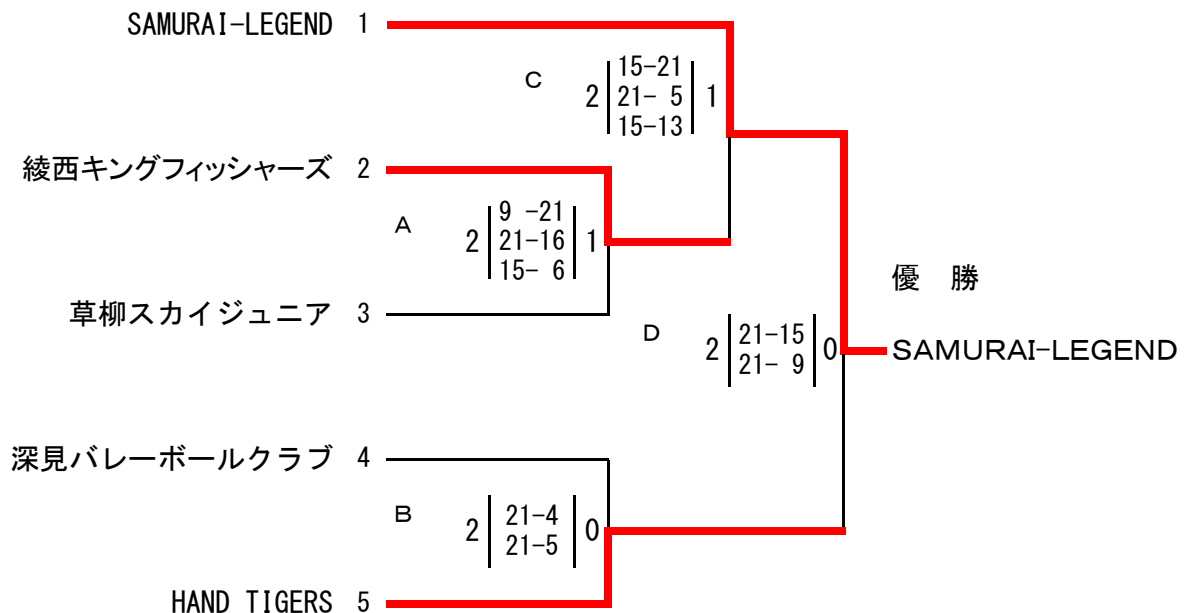 SAMURAI-LEGEND 1
C
15-21
2 21- 5 1
15-13
綾西キングフィッシャーズ 2
A
9 -21
2 21-16 1
15- 6
草柳スカイジュニア 3
優 勝
D
2 21-15 0
21- 9
SAMURAI-LEGEND
深見バレーボールクラブ 4
B
2 21-4 0
21-5
HAND TIGERS 5